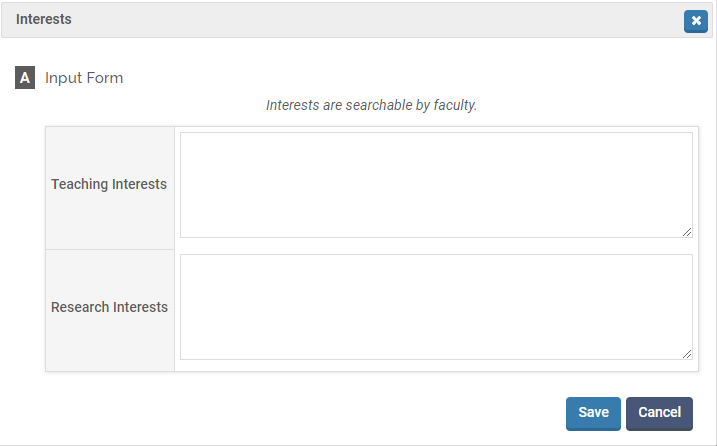 Interests
A Input Form
Interests are searchable by faculty.
Teaching Interests
Research Interests
Save Cancel